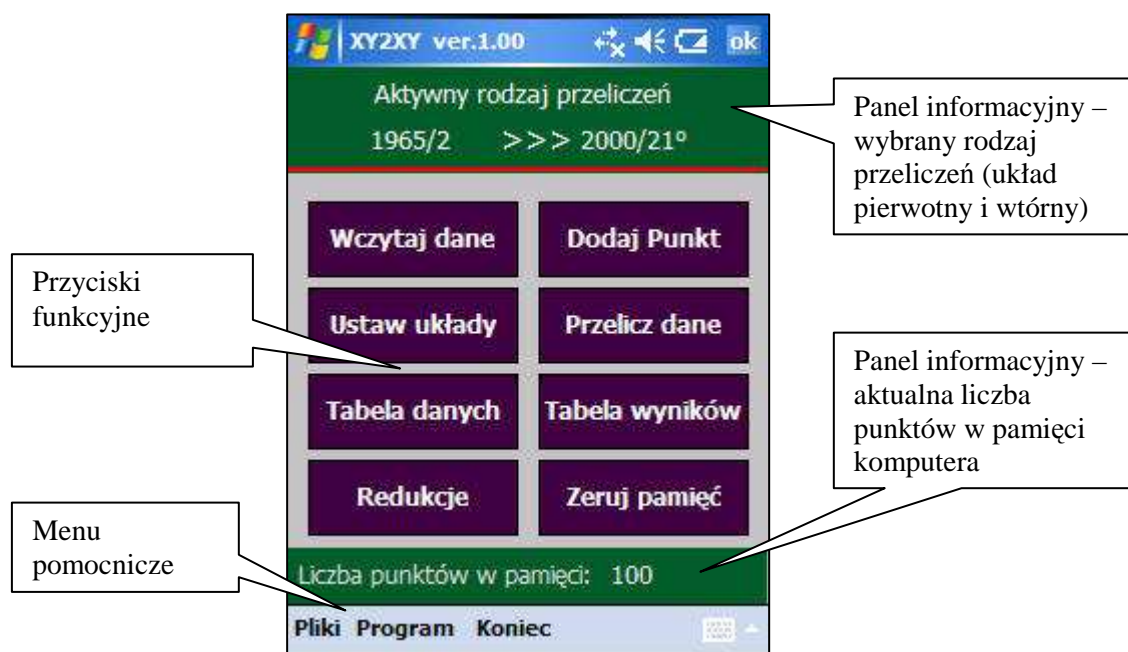 XY2XY ver.1.00 ok
Aktywny rodzaj przeliczeń
1965/2 >>> 2000/21º
Panel informacyjny –
wybrany rodzaj
przeliczeń (układ
pierwotny i wtórny)
Wczytaj dane Dodaj Punkt
Przyciski
funkcyjne
Ustaw układy Przelicz dane
Tabela danych Tabela wyników
Panel informacyjny –
aktualna liczba
punktów w pamięci
komputera
Redukcje Zeruj pamięć
Menu
pomocnicze
Liczba punktów w pamięci: 100
Pliki Program Koniec